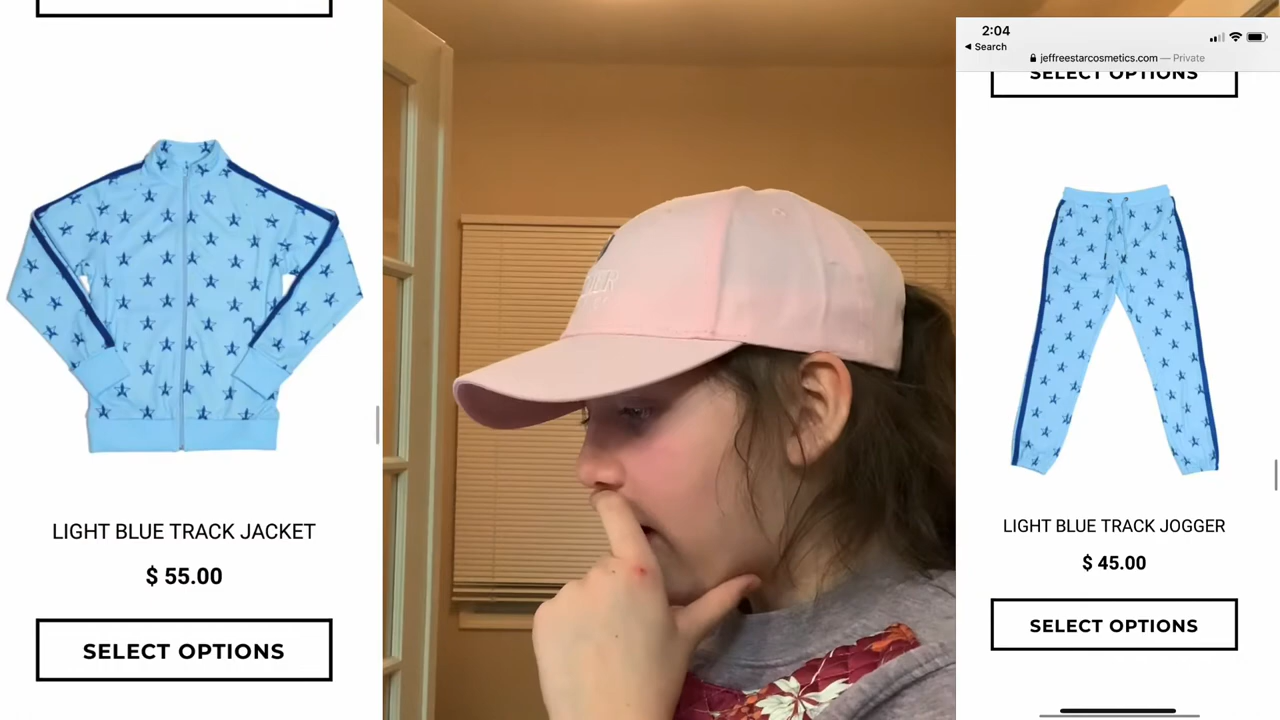 LIGHT BLUE TRACK JACKET
$ 55.00
SELECT OPTIONS
2:04
Search
jeffreestarcosmetics.com — Private
SELECT OPTIONS
LIGHT BLUE TRACK JOGGER
$ 45.00
SELECT OPTIONS